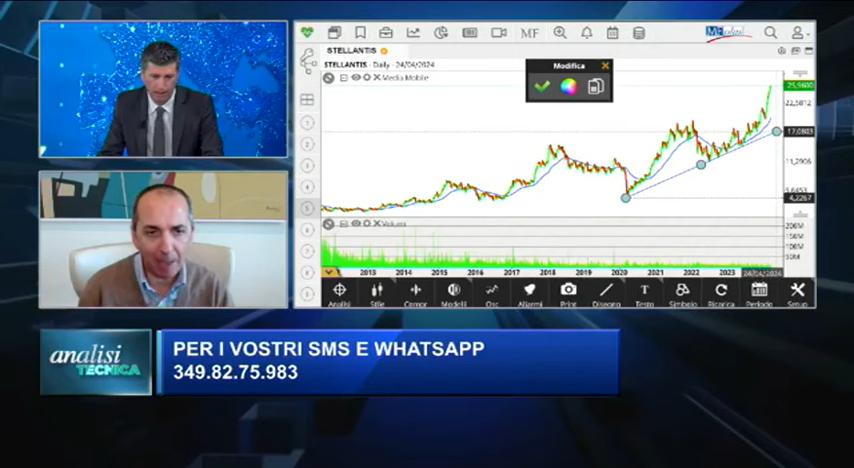 MF
STELLANTIS
STELLANTIS - Daily - 24/04/2024
Modifica
Media Mobile
25,9600
22,5812
17,0803
11,2906
4,2267
Volumi
200M
150M
100M
50M
2013 2014 2015 2016 2017 2018 2019 2020 2021 2022 2023 24/04/2024
Analisi Stile Compar Modelli Osc Allarmi Print Disegno Testo Simbolo Ricarica Periodo Setup
analisi
TECNICA
PER I VOSTRI SMS E WHATSAPP
349.82.75.983